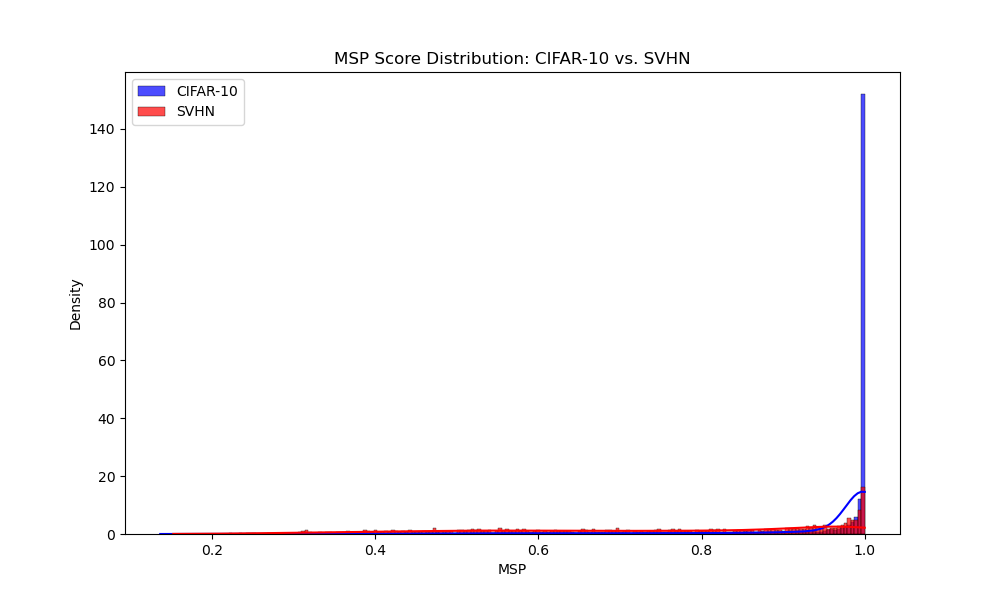 MSP Score Distribution: CIFAR-10 vs. SVHN
CIFAR-10
SVHN
Density
140
120
100
80
60
40
20
0
0.2 0.4 0.6 0.8 1.0
MSP